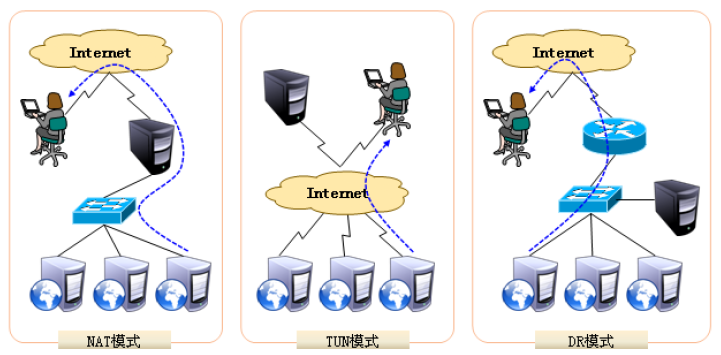 Internet
Internet
Internet
NAT模式
TUN模式
DR模式